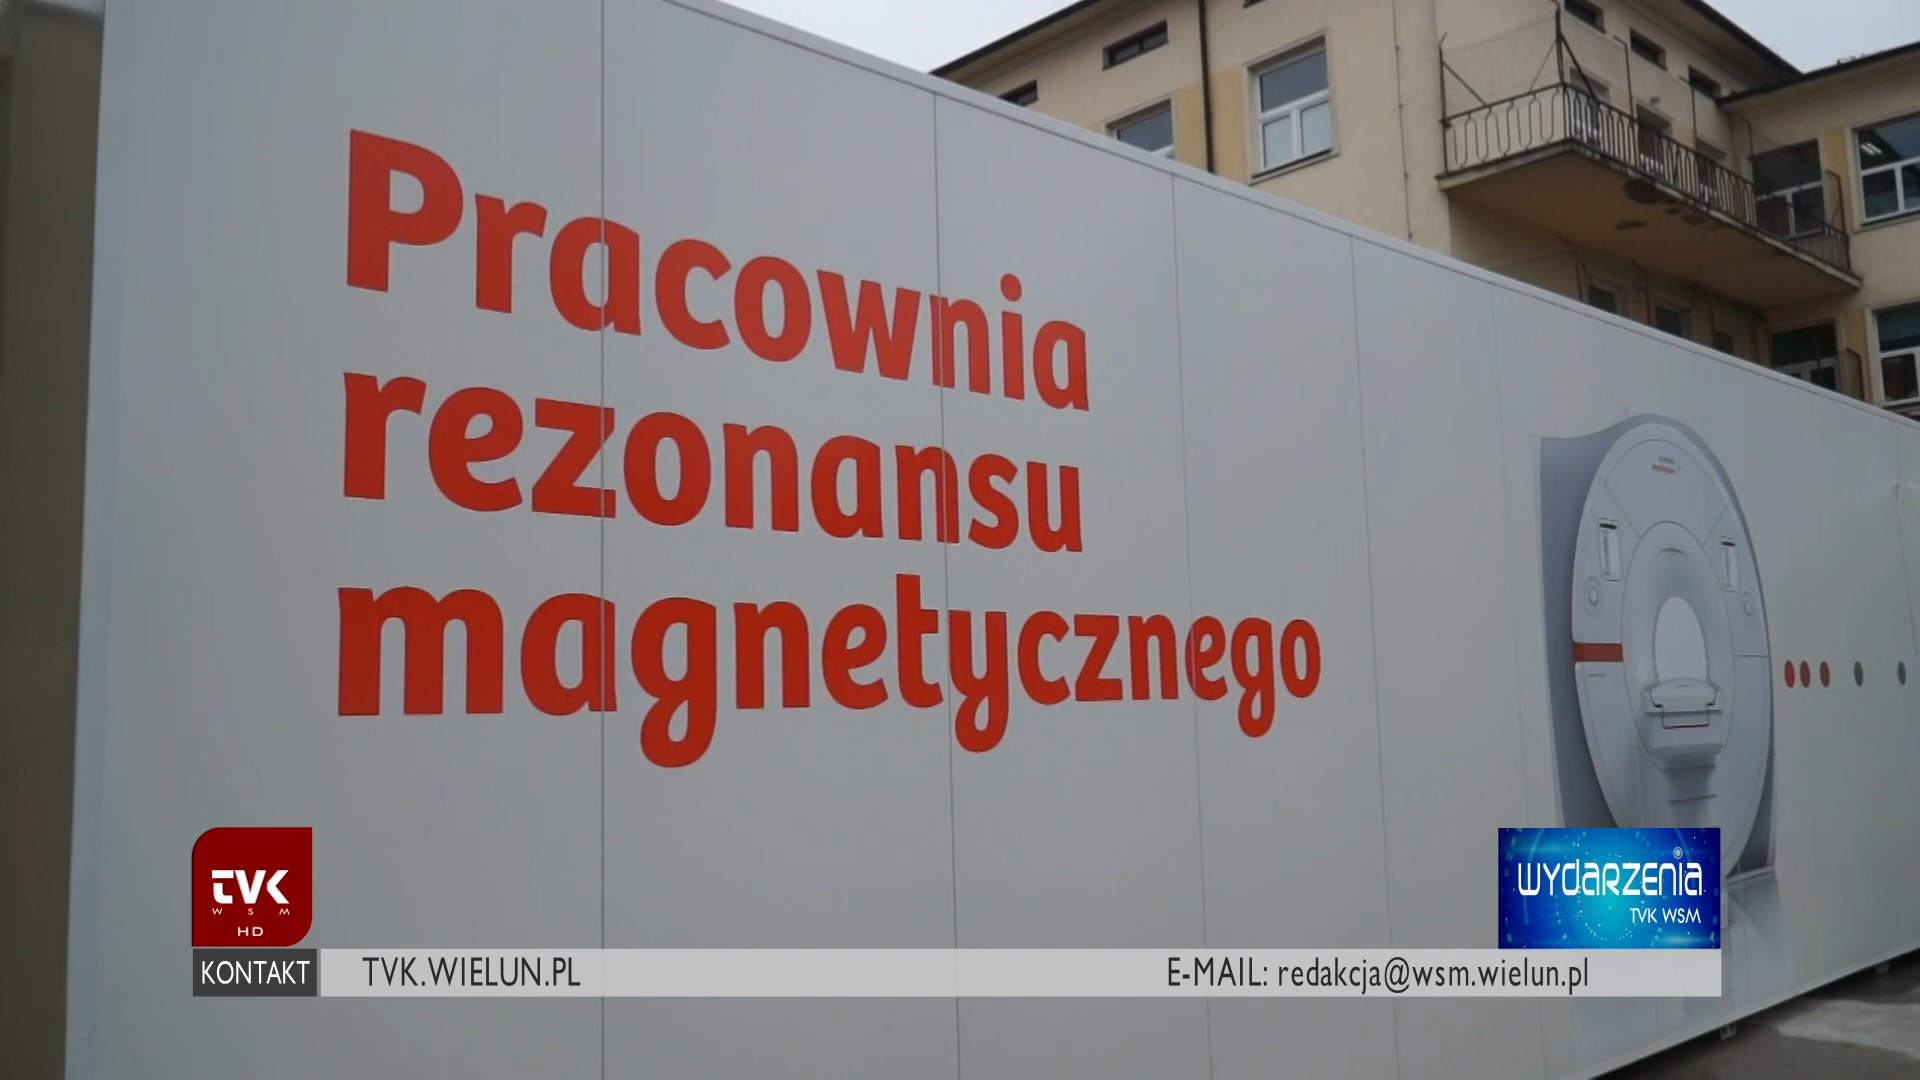 Pracownia
rezonansu
magnetycznego
TVK
WSM
HD
WYDARZENIA
TVK WSM
KONTAKT
TVK.WIELUN.PL
E-MAIL: redakcja@wsm.wielun.pl